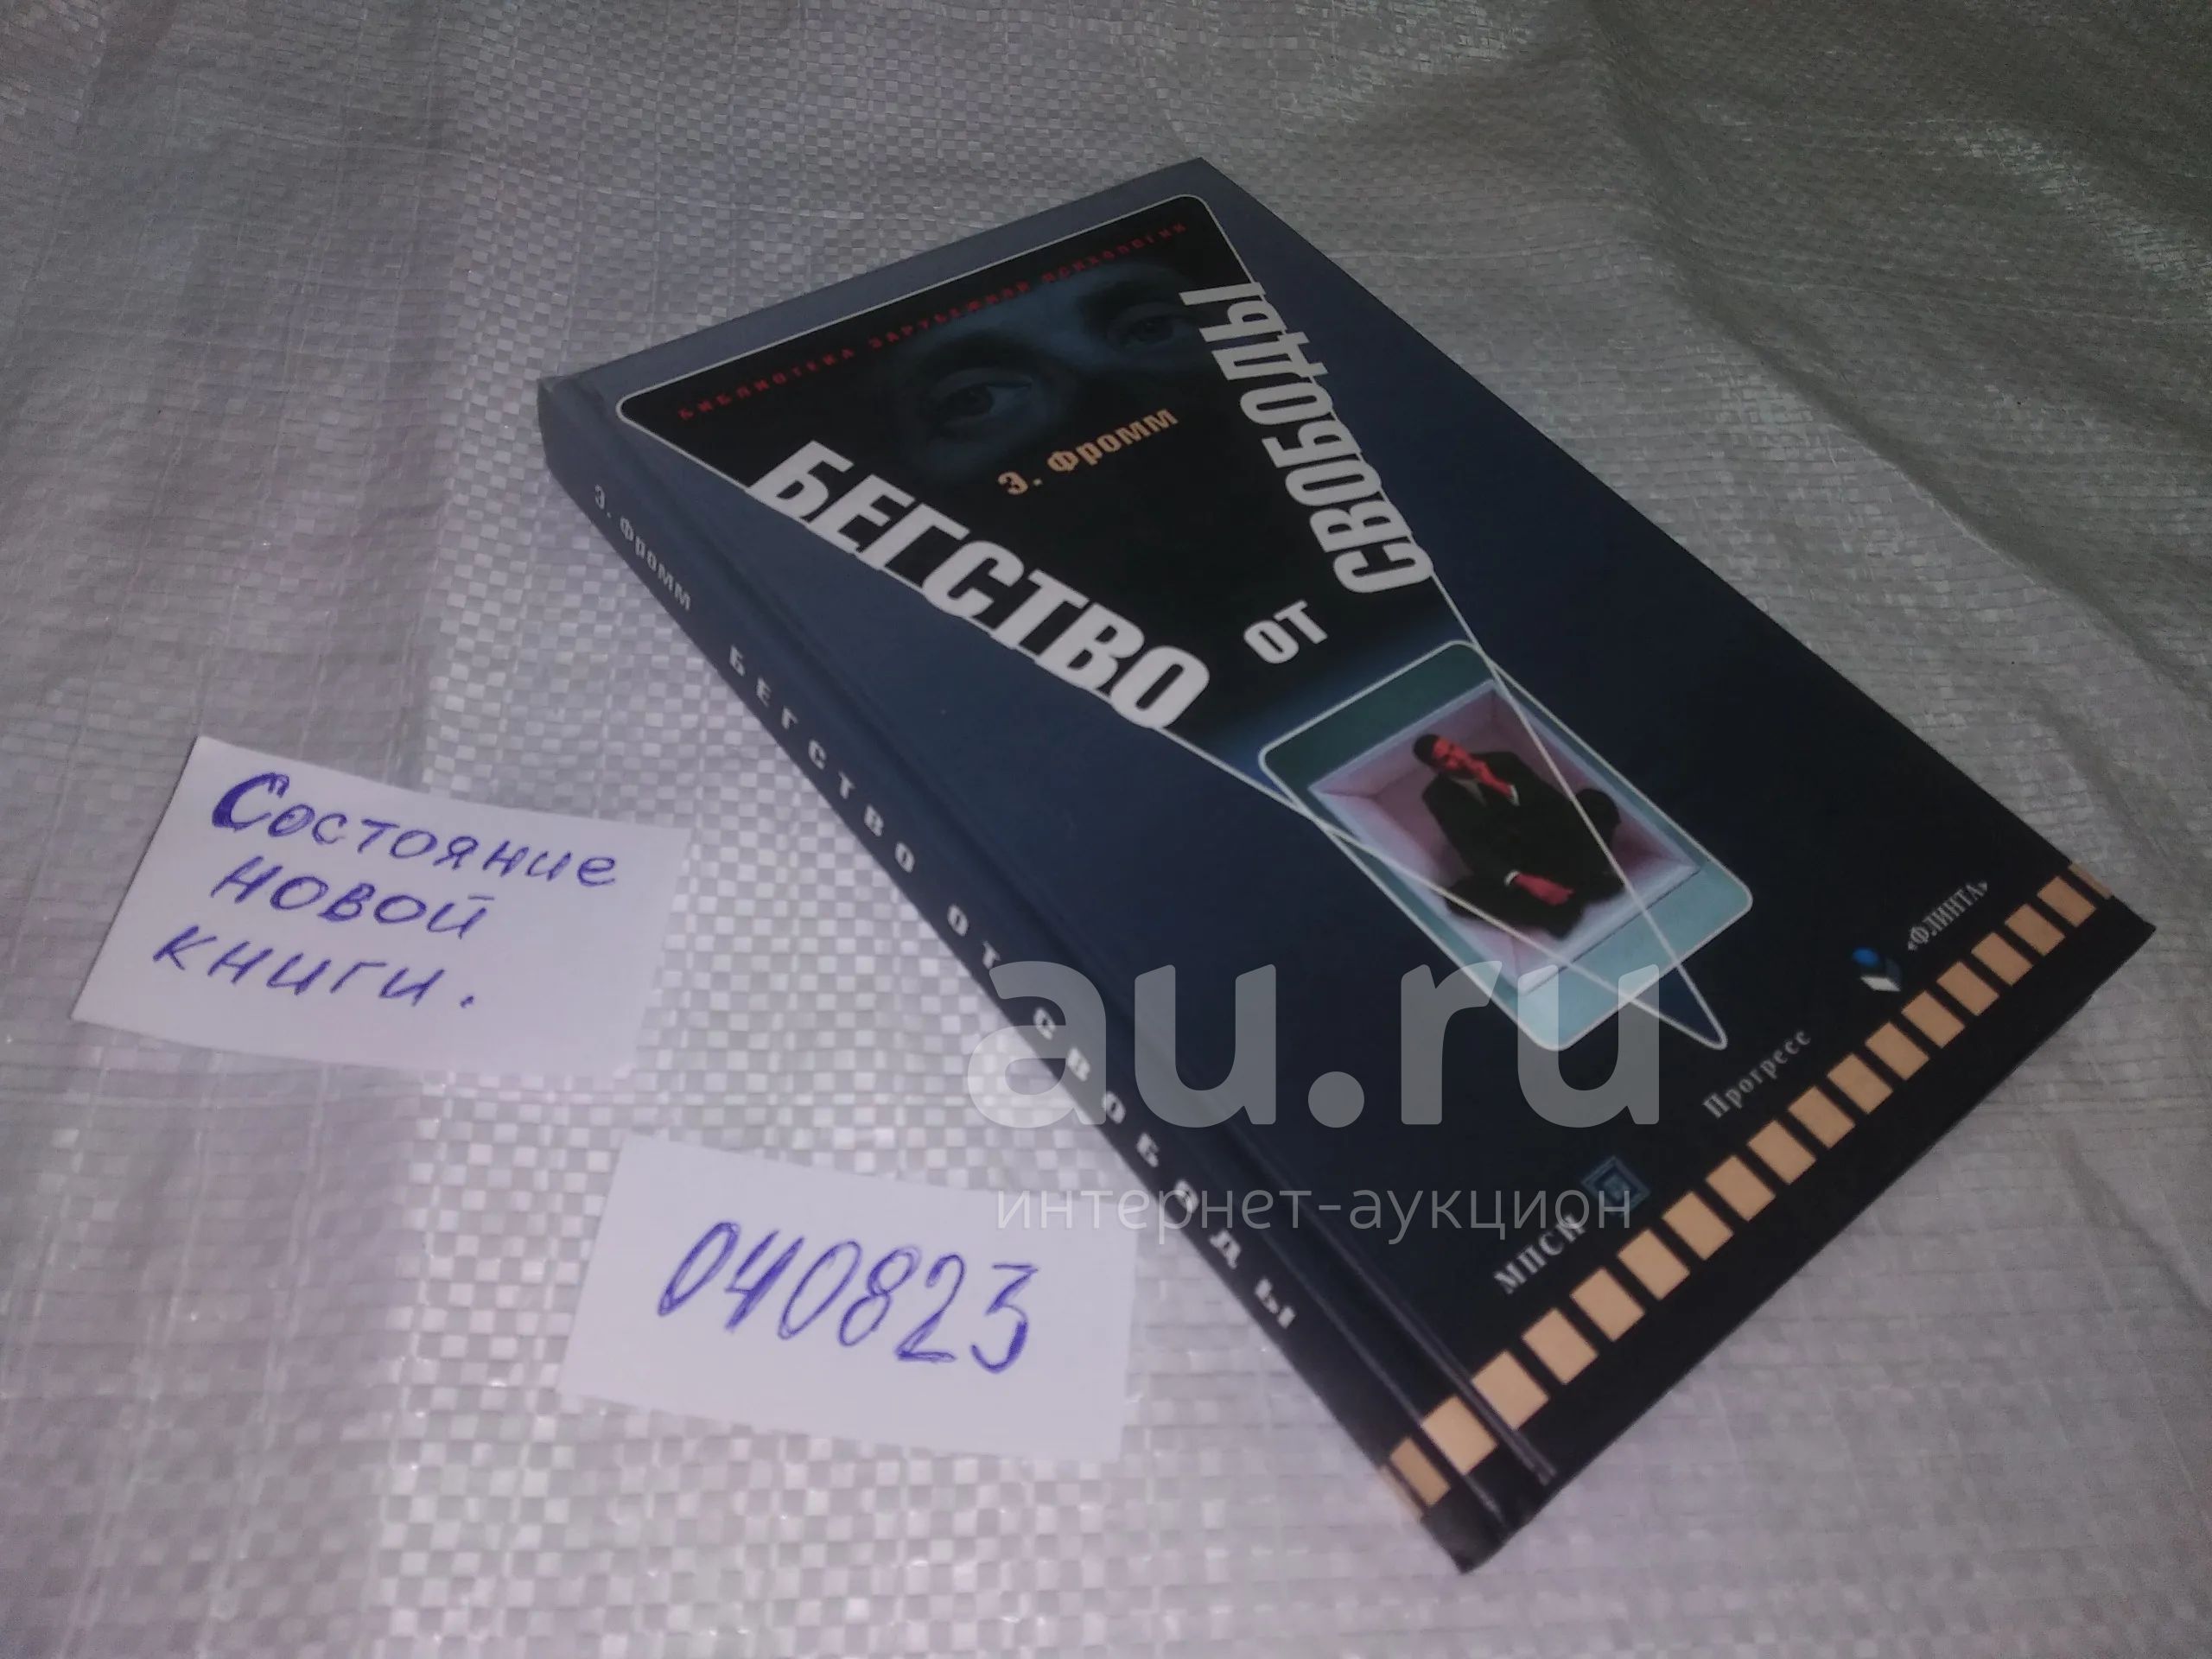 БИБЛИОТЕКА ЗАРУБЕЖНОЙ ПСИХОЛОГИИ
Э. Фромм
БЕГСТВО
ОТ
СВОБОДЫ
Э. Фромм БЕГСТВО ОТ СВОБОДЫ
Состояние
новой
книги.
040823
au.ru
интернет-аукцион
МПСИ
Прогресс
«ФЛИНТА»